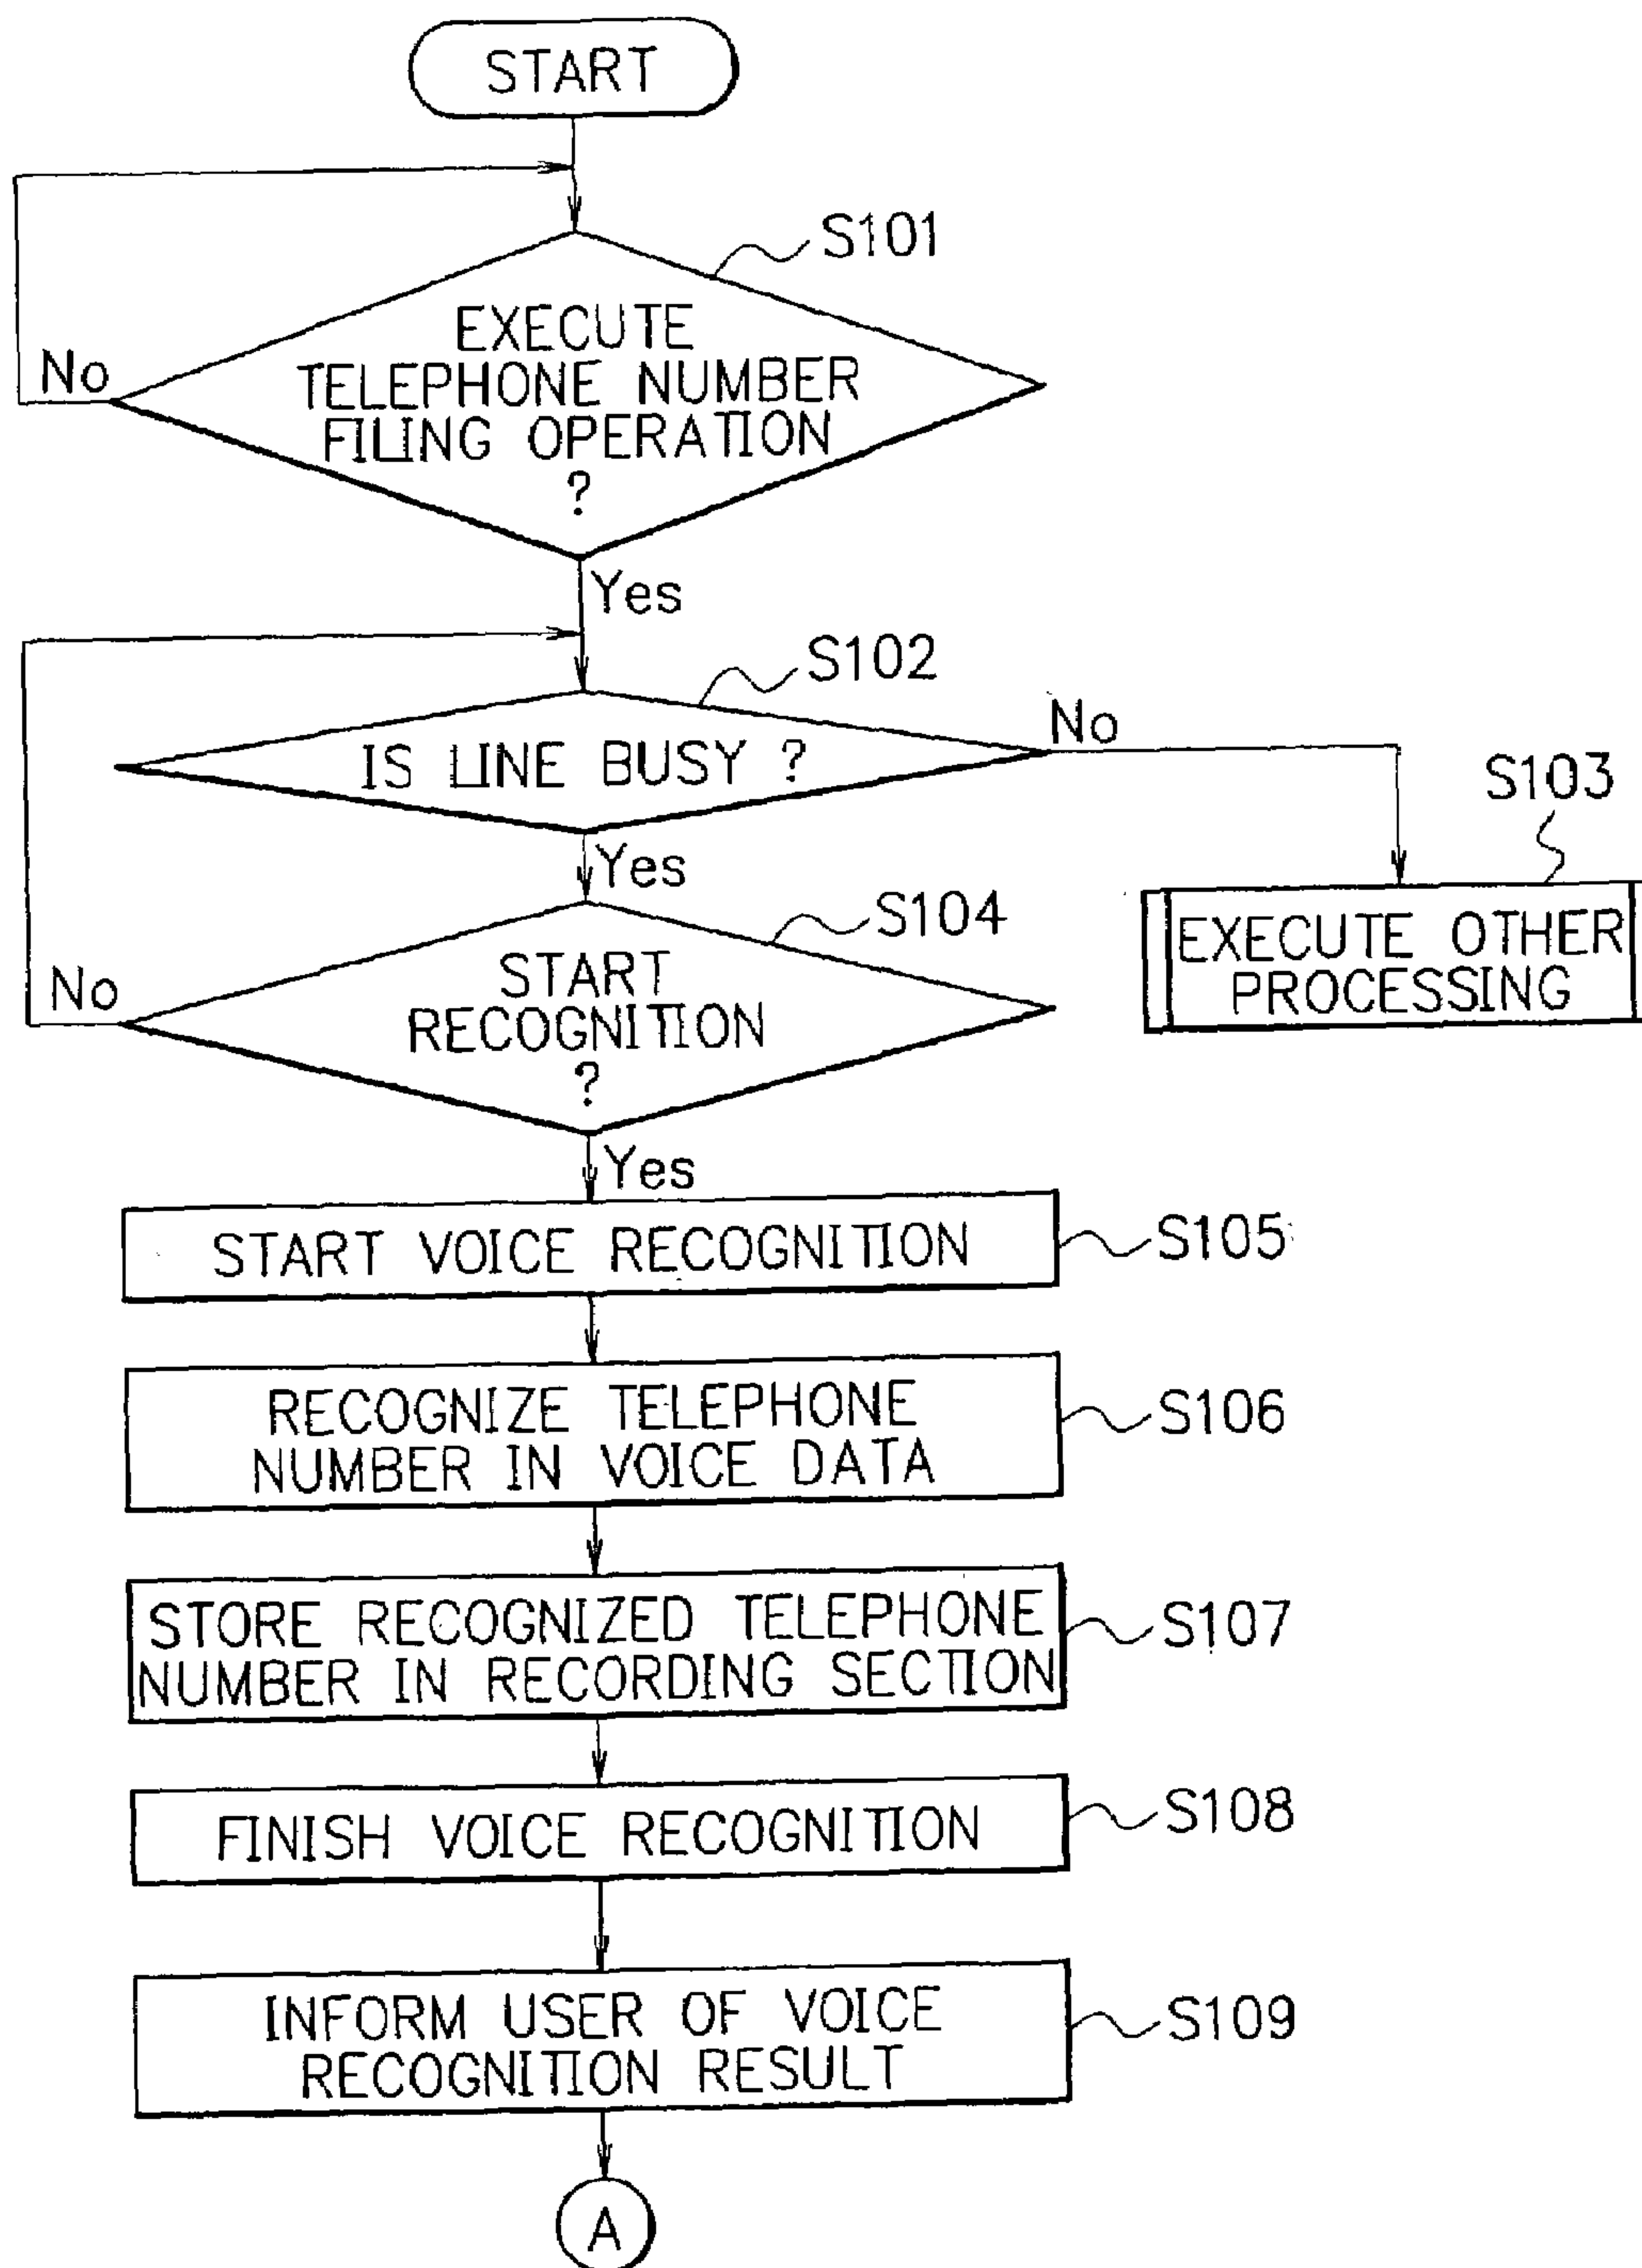 START
S101
EXECUTE
TELEPHONE NUMBER
FILING OPERATION
?
No
Yes
S102
IS LINE BUSY ?
No
S103
EXECUTE OTHER
PROCESSING
Yes
S104
START
RECOGNITION
?
No
Yes
START VOICE RECOGNITION
S105
RECOGNIZE TELEPHONE
NUMBER IN VOICE DATA
S106
STORE RECOGNIZED TELEPHONE
NUMBER IN RECORDING SECTION
S107
FINISH VOICE RECOGNITION
S108
INFORM USER OF VOICE
RECOGNITION RESULT
S109
A